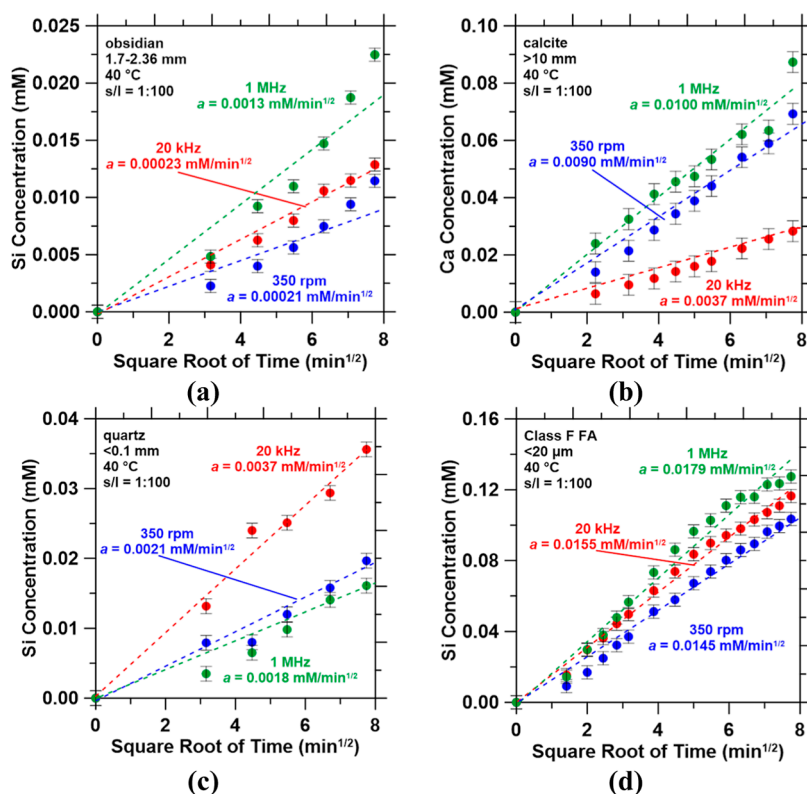 (a)
0.025
0.020
0.015
0.010
0.005
0.000
Si Concentration (mM)
obsidian
1.7-2.36 mm
40 °C
s/l = 1:100
1 MHz
a = 0.0013 mM/min1/2
20 kHz
a = 0.00023 mM/min1/2
350 rpm
a = 0.00021 mM/min1/2
0 2 4 6 8
Square Root of Time (min1/2)
(a)
(b)
0.10
0.08
0.06
0.04
0.02
0.00
Ca Concentration (mM)
calcite
>10 mm
40 °C
s/l = 1:100
1 MHz
a = 0.0100 mM/min1/2
350 rpm
a = 0.0090 mM/min1/2
20 kHz
a = 0.0037 mM/min1/2
0 2 4 6 8
Square Root of Time (min1/2)
(b)
(c)
0.04
0.03
0.02
0.01
0.00
Si Concentration (mM)
quartz
<0.1 mm
40 °C
s/l = 1:100
20 kHz
a = 0.0037 mM/min1/2
350 rpm
a = 0.0021 mM/min1/2
1 MHz
a = 0.0018 mM/min1/2
0 2 4 6 8
Square Root of Time (min1/2)
(c)
(d)
0.16
0.12
0.08
0.04
0.00
Si Concentration (mM)
Class F FA
<20 µm
40 °C
s/l = 1:100
1 MHz
a = 0.0179 mM/min1/2
20 kHz
a = 0.0155 mM/min1/2
350 rpm
a = 0.0145 mM/min1/2
0 2 4 6 8
Square Root of Time (min1/2)
(d)